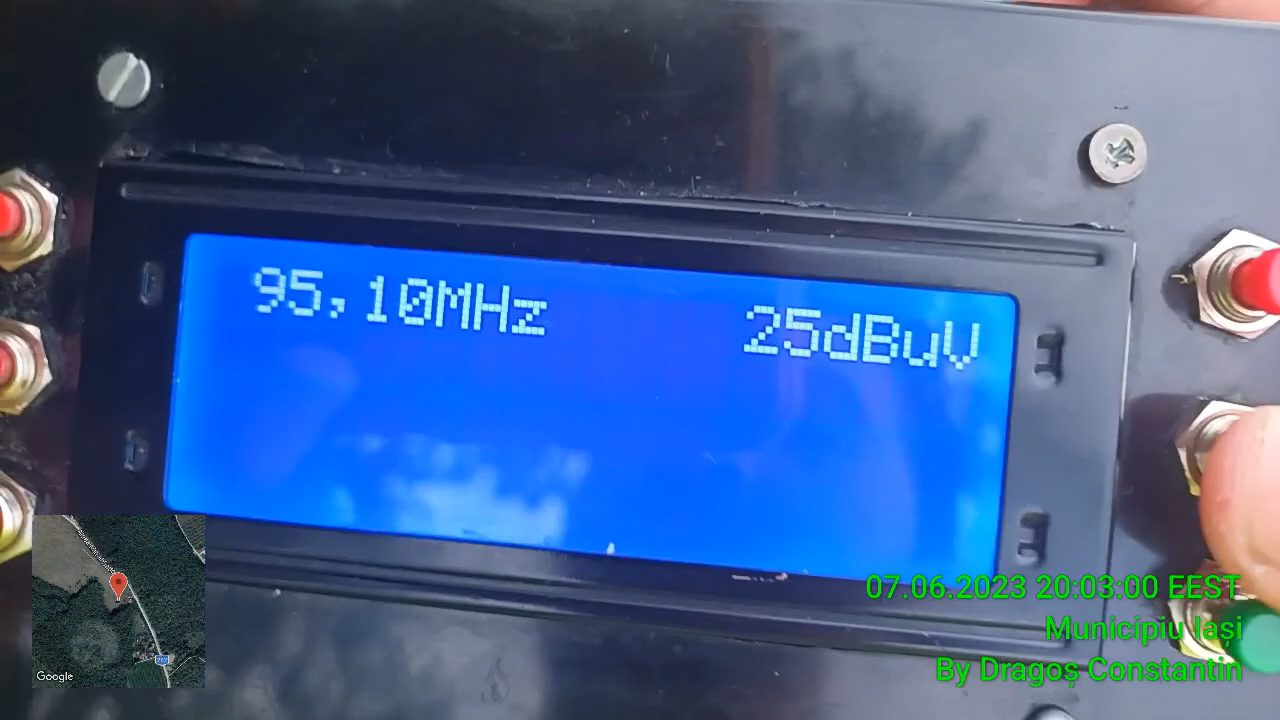 95,10MHz 25dBuV
07.06.2023 20:03:00 EEST
Municipiu Iași
By Dragoș Constantin
Google